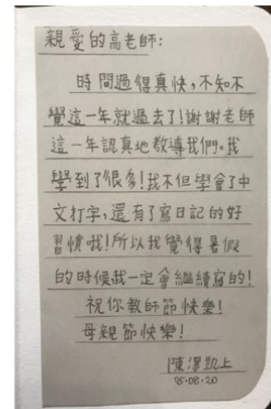 親愛的高老師：
時間過得真快，不知不
覺這一年就過去了！謝謝老師
這一年認真地教導我們。我
學到了很多！我不但學會了中
文打字，還有了寫日記的好
習慣哦！所以我覺得暑假
的時候我一定會繼續寫的！
祝你教師節快樂！
母親節快樂！
陳澤凱上
05.08.20